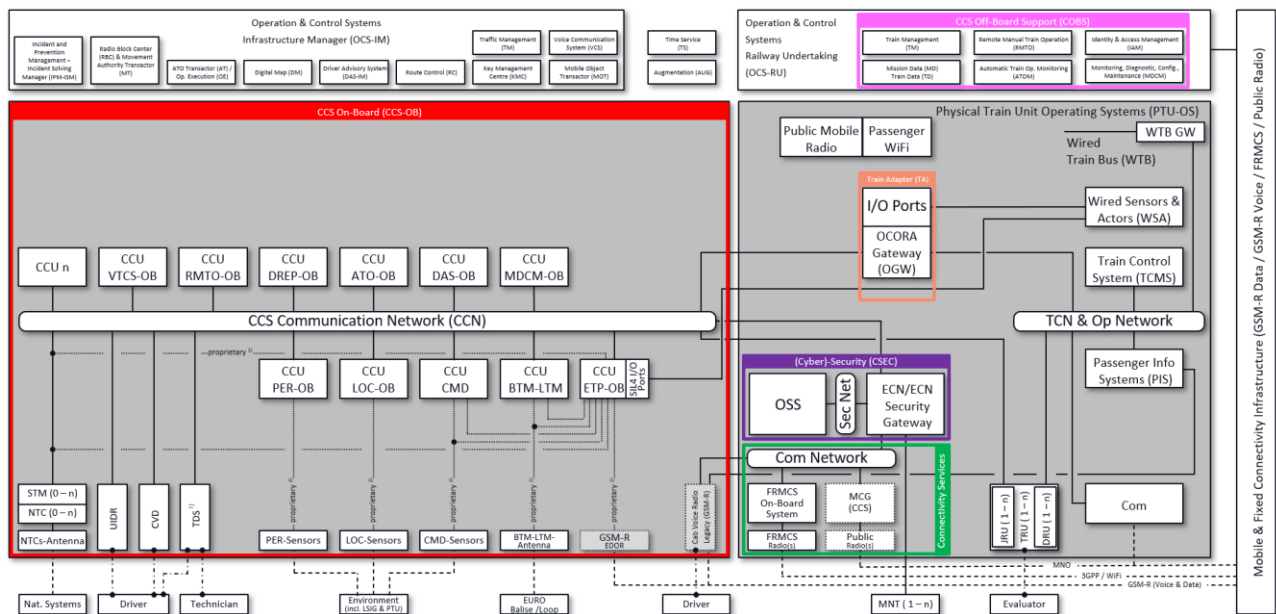 Operation & Control Systems
Infrastructure Manager (OCS-IM)
Incident and
Prevention
Management –
Incident Solving
Manager (IPM-ISM)
Radio Block Center
(RBC) & Movement
Authority Transactor
(MT)
ATO Transactor (AT) /
Op. Execution (OE)
Digital Map (DM)
Driver Advisory System
(DAS-IM)
Route Control (RC)
Traffic Management
(TM)
Key Management
Centre (KMC)
Voice Communication
System (VCS)
Mobile Object
Transactor (MOT)
Time Service
(TS)
Augmentation (AUG)
Operation & Control
Systems
Railway Undertaking
(OCS-RU)
CCS Off-Board Support (COBS)
Train Management
(TM)
Remote Manual Train Operation
(RMTO)
Identity & Access Management
(IAM)
Mission Data (MD)
Train Data (TD)
Automatic Train Op. Monitoring
(ATOM)
Monitoring, Diagnostic, Config.,
Maintenance (MDCM)
Mobile & Fixed Connectivity Infrastructure (GSM-R Data / GSM-R Voice / FRMCS / Public Radio)
CCS On-Board (CCS-OB)
CCU n
CCU
VTCS-OB
CCU
RMTO-OB
CCU
DREP-OB
CCU
ATO-OB
CCU
DAS-OB
CCU
MDCM-OB
CCS Communication Network (CCN)
proprietary 2)
CCU
PER-OB
CCU
LOC-OB
CCU
CMD
CCU
BTM-LTM
CCU
ETP-OB
SIL4 I/O
Ports
proprietary 2)
proprietary 2)
proprietary 2)
proprietary 2)
proprietary 2)
STM (0 – n)
NTC (0 – n)
NTCs-Antenna
UIDR
CVD
TDS 1)
PER-Sensors
LOC-Sensors
CMD-Sensors
BTM-LTM-
Antenna
GSM-R
EDOR
Cab Voice Radio
Legacy (GSM-R)
Physical Train Unit Operating Systems (PTU-OS)
Public Mobile
Radio
Passenger
WiFi
WTB GW
Wired
Train Bus (WTB)
Train Adapter (TA)
I/O Ports
OCORA
Gateway
(OGW)
Wired Sensors &
Actors (WSA)
Train Control
System (TCMS)
TCN & Op Network
Passenger Info
Systems (PIS)
(Cyber)-Security (CSEC)
OSS
Sec Net
ECN/ECN
Security
Gateway
Com Network
Connectivity Services
FRMCS
On-Board
System
MCG
(CCS)
FRMCS
Radio(s)
Public
Radio(s)
JRU (1 – n)
TRU (1 – n)
DRU (1 – n)
Com
MNO
3GPP / WiFi
GSM-R (Voice & Data)
Nat. Systems
Driver
Technician
Environment
(incl. LSIG & PTU)
EURO
Balise /Loop
Driver
MNT (1 – n)
Evaluator